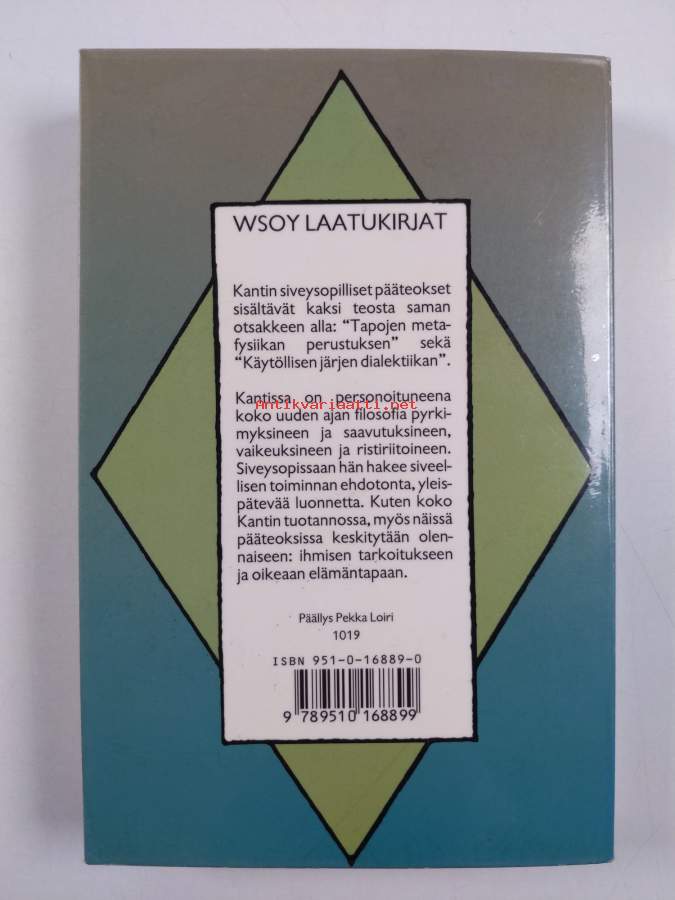 WSOY LAATUKIRJAT
Kantin siveysopilliset pääteokset
sisältävät kaksi teosta saman
otsakkeen alla: “Tapojen meta-
fysiikan perustuksen” sekä
“Käytöllisen järjen dialektiikan”.
Kantissa on personoituneena
Antikvariaatti.net
koko uuden ajan filosofia pyrki-
myksineen ja saavutuksineen,
vaikeuksineen ja ristiriitoineen.
Siveysopissaan hän hakee siveel-
lisen toiminnan ehdotonta, yleis-
pätevää luonnetta. Kuten koko
Kantin tuotannossa, myös näissä
pääteoksissa keskitytään olen-
naiseen: ihmisen tarkoitukseen
ja oikeaan elämäntapaan.
Päällys Pekka Loiri
1019
ISBN 951-0-16889-0
9 789510 168899